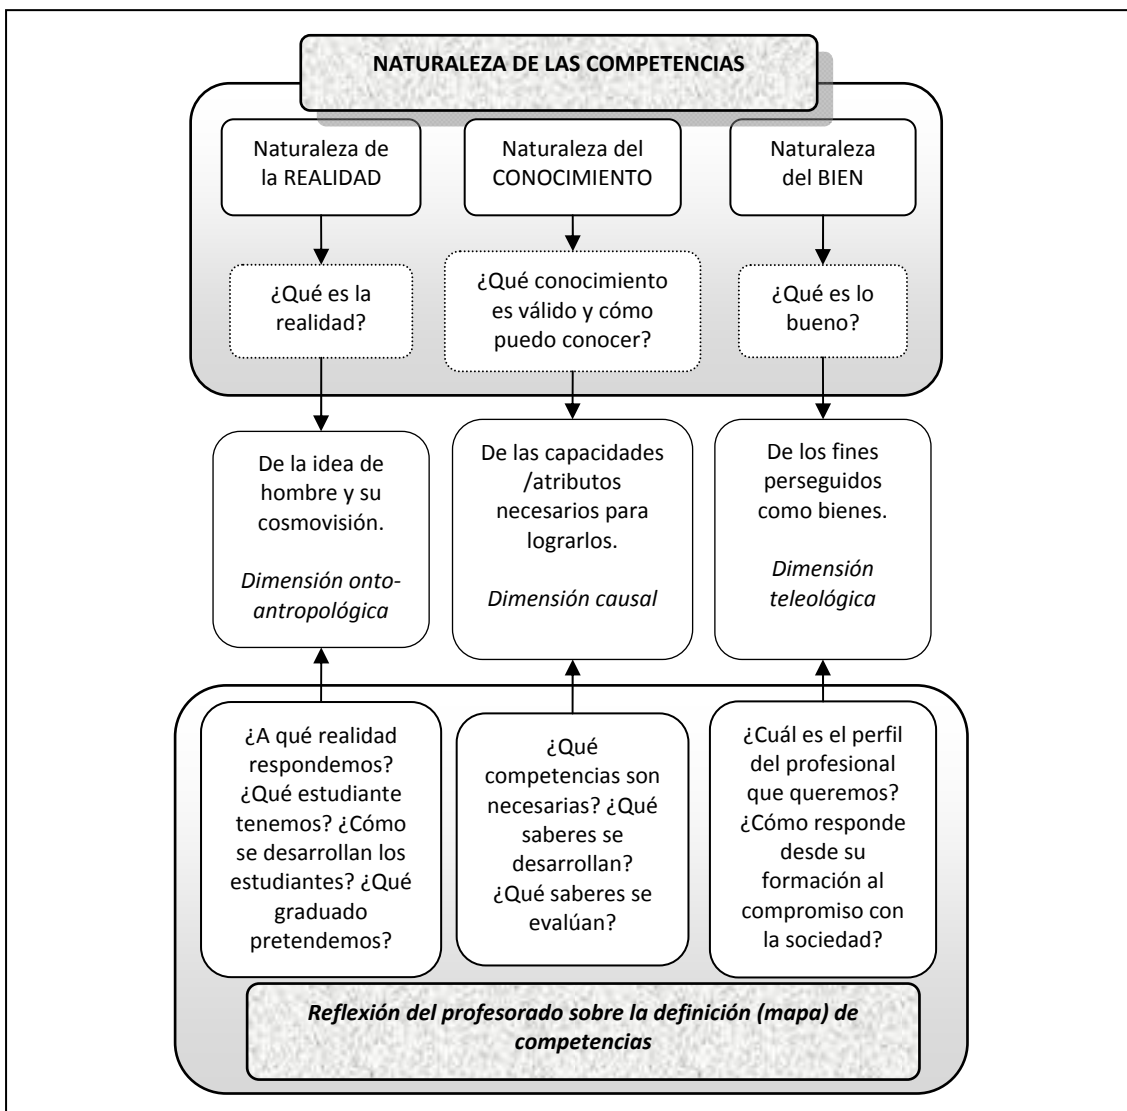 NATURALEZA DE LAS COMPETENCIAS
Naturaleza de
la REALIDAD
Naturaleza del
CONOCIMIENTO
Naturaleza
del BIEN
¿Qué es la
realidad?
¿Qué conocimiento
es válido y cómo
puedo conocer?
¿Qué es lo
bueno?
De la idea de
hombre y su
cosmovisión.
Dimensión onto-
antropológica
De las capacidades
/atributos
necesarios para
lograrlos.
Dimensión causal
De los fines
perseguidos
como bienes.
Dimensión
teleológica
¿A qué realidad
respondemos?
¿Qué estudiante
tenemos? ¿Cómo
se desarrollan los
estudiantes? ¿Qué
graduado
pretendemos?
¿Qué
competencias son
necesarias? ¿Qué
saberes se
desarrollan?
¿Qué saberes se
evalúan?
¿Cuál es el perfil
del profesional
que queremos?
¿Cómo responde
desde su
formación al
compromiso con
la sociedad?
Reflexión del profesorado sobre la definición (mapa) de
competencias